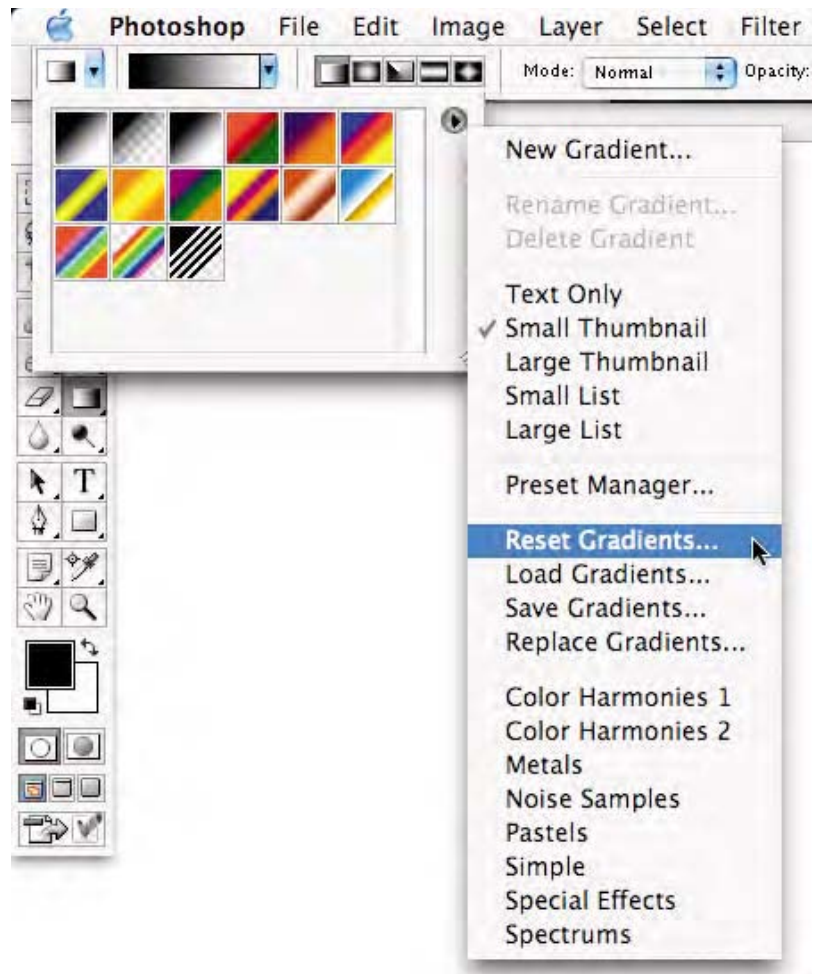 Photoshop File Edit Image Layer Select Filter
Mode: Normal Opacity:
New Gradient...
Rename Gradient...
Delete Gradient
Text Only
Small Thumbnail
Large Thumbnail
Small List
Large List
Preset Manager...
Reset Gradients...
Load Gradients...
Save Gradients...
Replace Gradients...
Color Harmonies 1
Color Harmonies 2
Metals
Noise Samples
Pastels
Simple
Special Effects
Spectrums
T